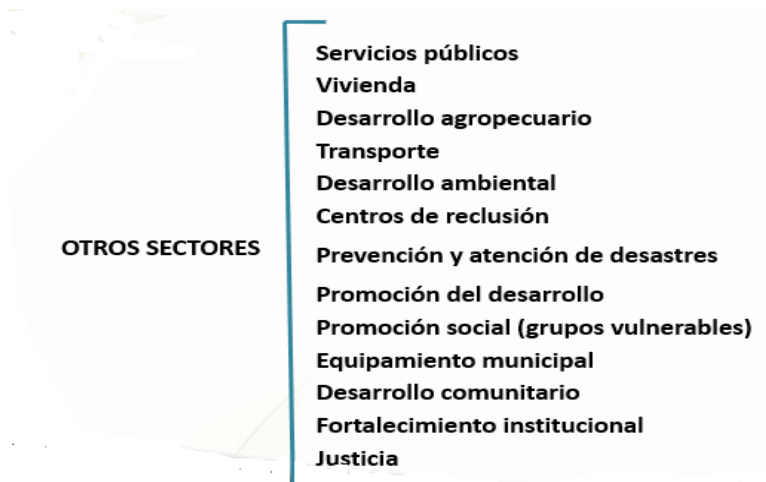 Servicios públicos
Vivienda
Desarrollo agropecuario
Transporte
Desarrollo ambiental
Centros de reclusión
OTROS SECTORES
Prevención y atención de desastres
Promoción del desarrollo
Promoción social (grupos vulnerables)
Equipamiento municipal
Desarrollo comunitario
Fortalecimiento institucional
Justicia